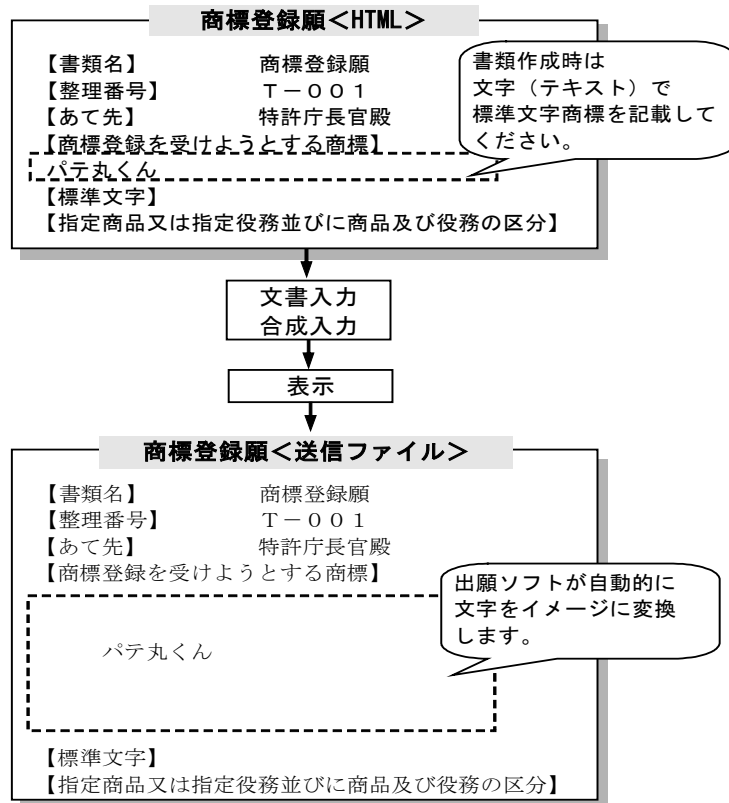 商標登録願＜HTML＞
【書類名】　　　　　商標登録願
【整理番号】　　　　Ｔ－００１
【あて先】　　　　　特許庁長官殿
【商標登録を受けようとする商標】
パテ丸くん
【標準文字】
【指定商品又は指定役務並びに商品及び役務の区分】
書類作成時は
文字（テキスト）で
標準文字商標を記載して
ください。
文書入力
合成入力
表示
商標登録願＜送信ファイル＞
【書類名】　　　　　商標登録願
【整理番号】　　　　Ｔ－００１
【あて先】　　　　　特許庁長官殿
【商標登録を受けようとする商標】
出願ソフトが自動的に
文字をイメージに変換
します。
パテ丸くん
【標準文字】
【指定商品又は指定役務並びに商品及び役務の区分】